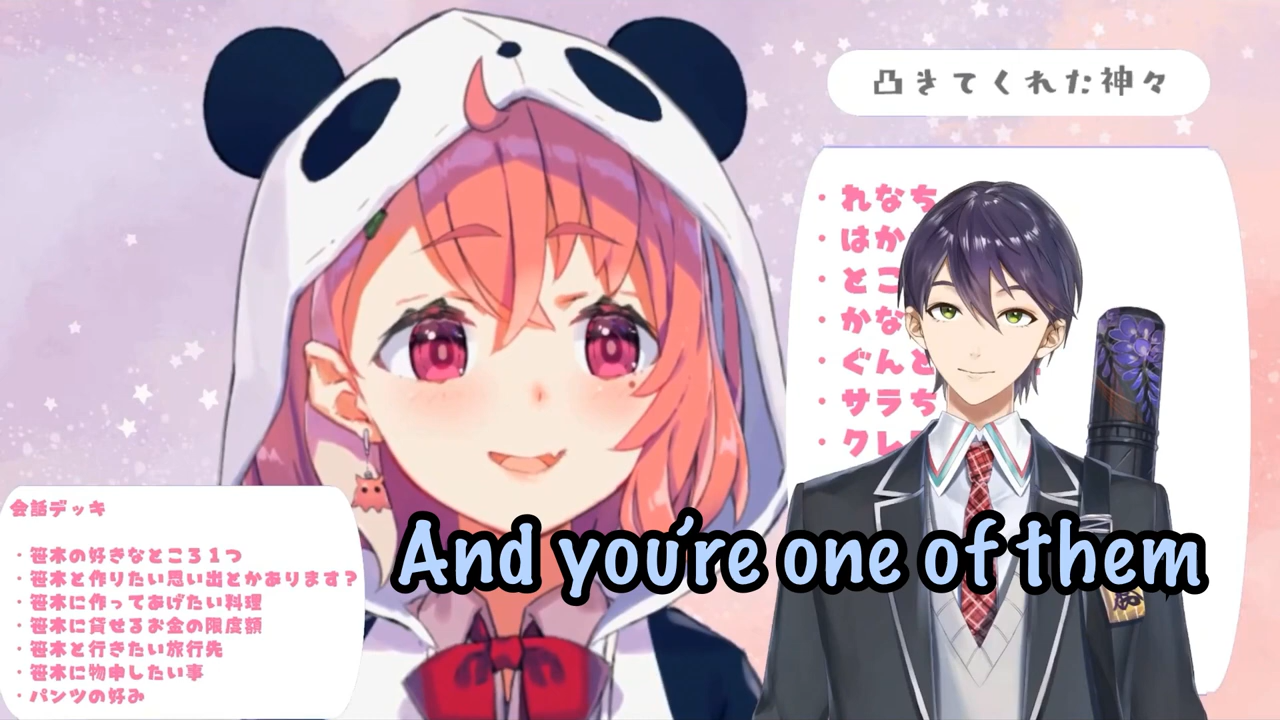 凸きてくれた神々
・れなち
・はか
・とこ
・かな
・ぐんど
・サラち
・クレ
And you're one of them
会話デッキ
・笹木の好きなところ1つ
・笹木と作りたい思い出とかあります？
・笹木に作ってあげたい料理
・笹木に貸せるお金の限度額
・笹木と行きたい旅行先
・笹木に物申したい事
・パンツの好み